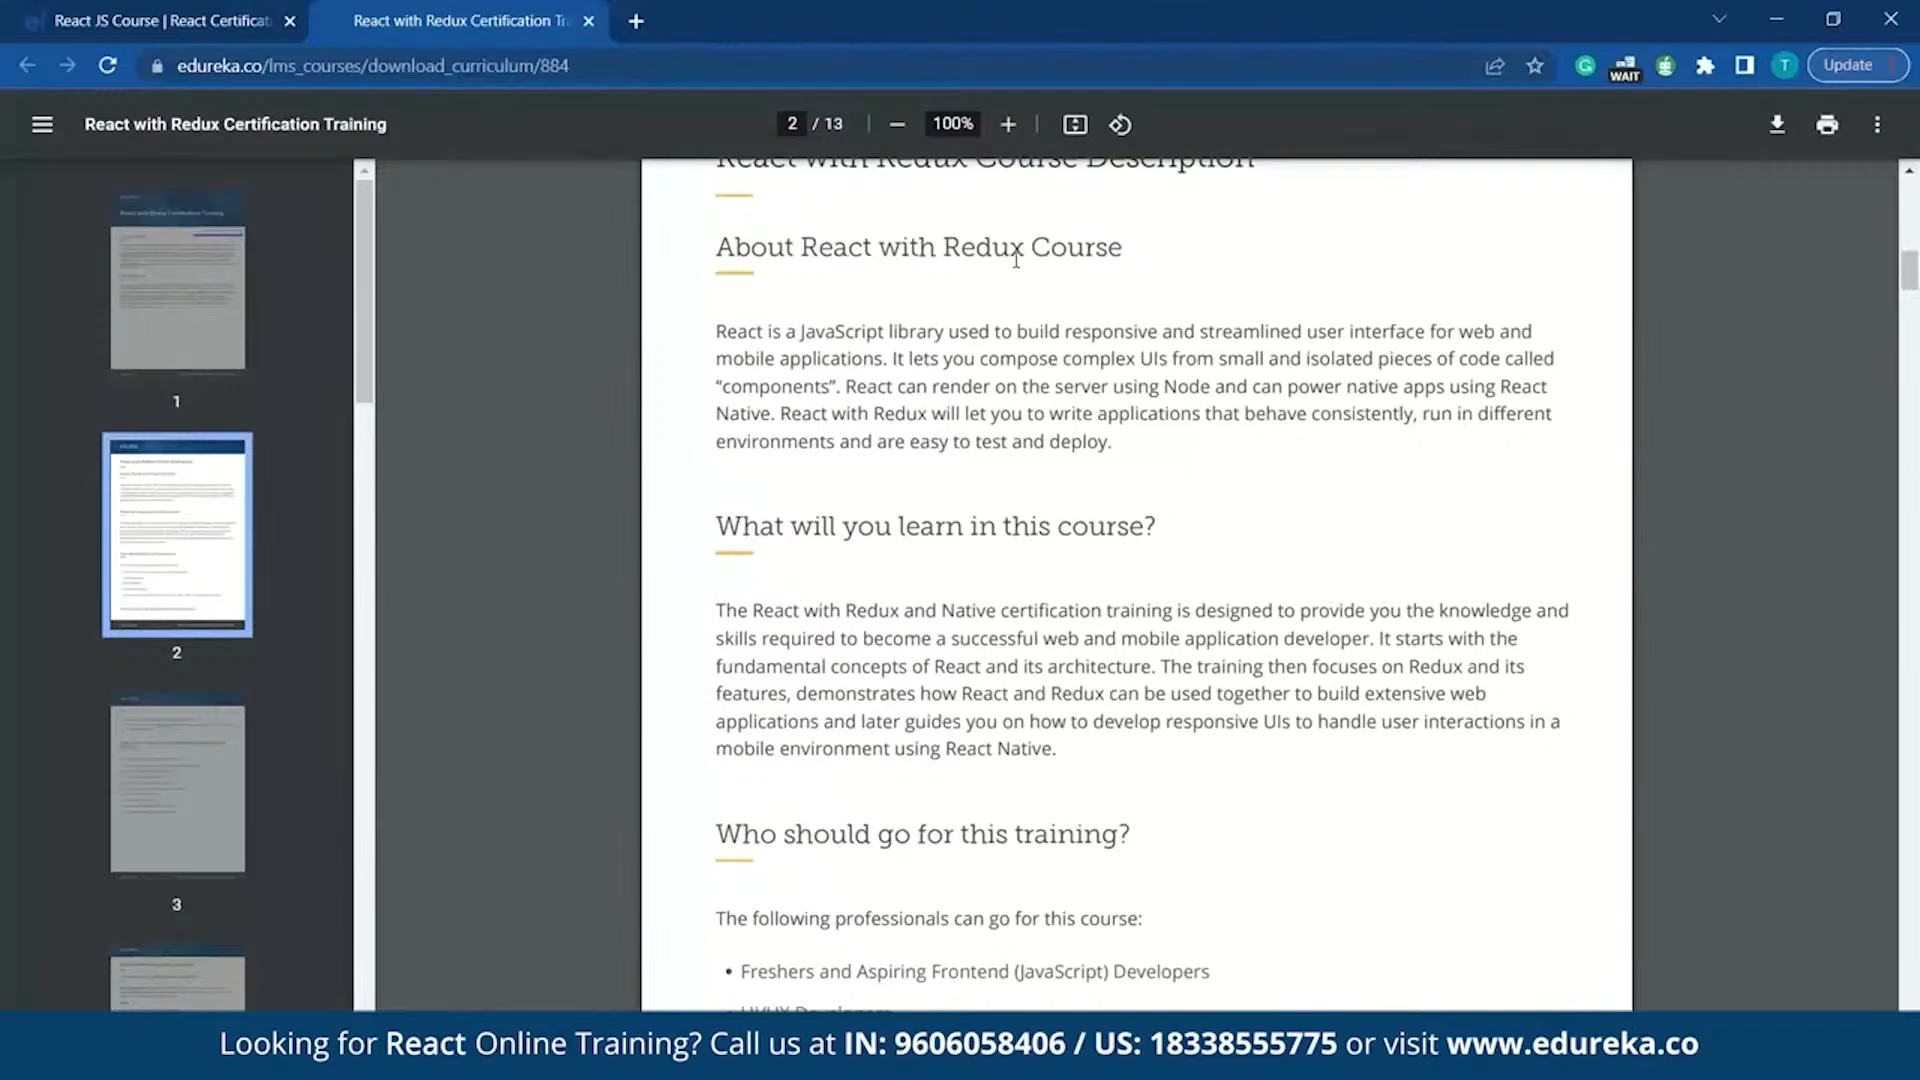 React JS Course | React Certificat
React with Redux Certification Tr
edureka.co/lms_courses/download_curriculum/884
WAIT
T
Update
React with Redux Certification Training
2 / 13
100%
React with Redux Course Description
About React with Redux Course
React is a JavaScript library used to build responsive and streamlined user interface for web and
mobile applications. It lets you compose complex UIs from small and isolated pieces of code called
“components”. React can render on the server using Node and can power native apps using React
Native. React with Redux will let you to write applications that behave consistently, run in different
environments and are easy to test and deploy.
What will you learn in this course?
The React with Redux and Native certification training is designed to provide you the knowledge and
skills required to become a successful web and mobile application developer. It starts with the
fundamental concepts of React and its architecture. The training then focuses on Redux and its
features, demonstrates how React and Redux can be used together to build extensive web
applications and later guides you on how to develop responsive UIs to handle user interactions in a
mobile environment using React Native.
Who should go for this training?
The following professionals can go for this course:
• Freshers and Aspiring Frontend (JavaScript) Developers
1
2
3
Looking for React Online Training? Call us at IN: 9606058406 / US: 18338555775 or visit www.edureka.co